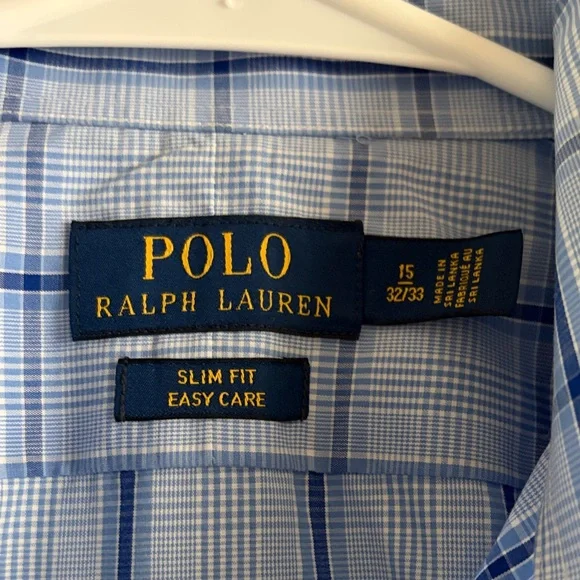 POLO
RALPH LAUREN
15
32/33
MADE IN
SRI LANKA
FABRIQUÉ AU
SRI LANKA
SLIM FIT
EASY CARE